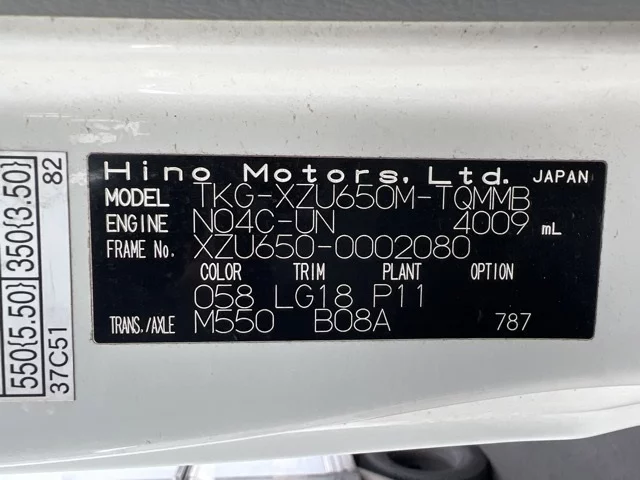 Hino Motors, Ltd. JAPAN
MODEL TKG-XZU650M-TQMMB
ENGINE N04C-UN 4009 mL
FRAME No. XZU650-0002080
COLOR TRIM PLANT OPTION
058 LG18 P11
TRANS./AXLE M550 B08A 787
550{5.50} 350{3.50}
37C51 82